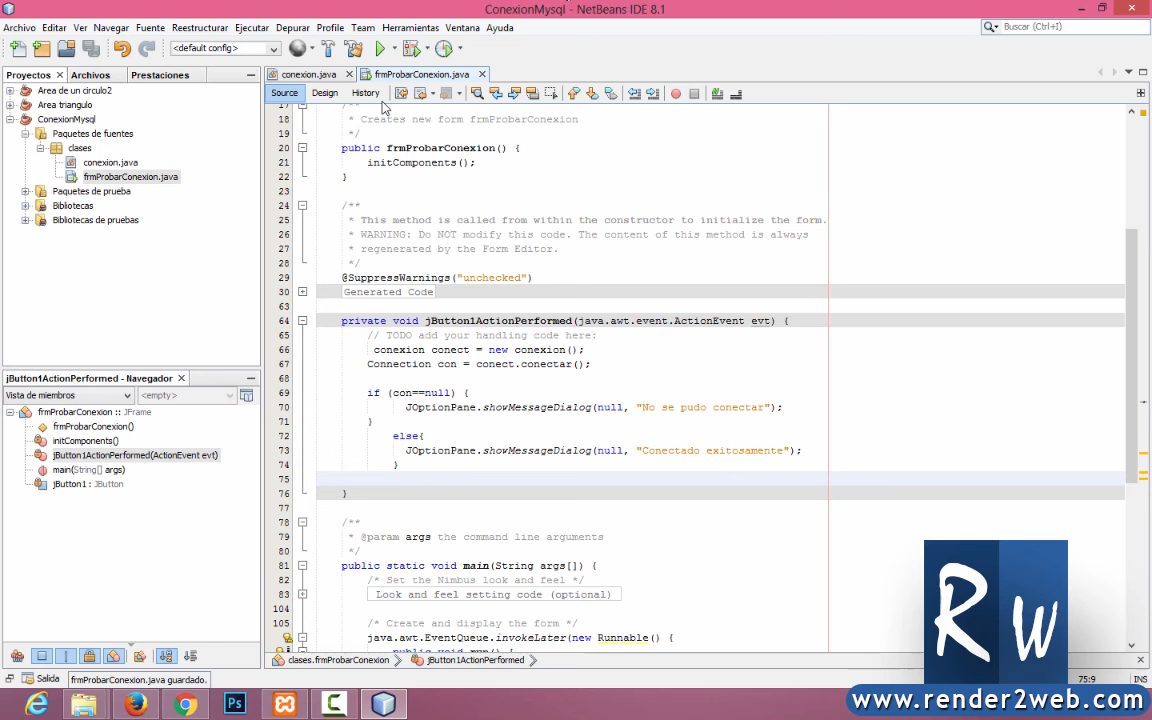 ConexionMysql - NetBeans IDE 8.1
Archivo Editar Ver Navegar Fuente Reestructurar Ejecutar Depurar Profile Team Herramientas Ventana Ayuda
Buscar (Ctrl+I)
<default config>
Proyectos Archivos Prestaciones
conexion.java frmProbarConexion.java
Source Design History
Area de un circulo2
Area triangulo
ConexionMysql
Paquetes de fuentes
clases
conexion.java
frmProbarConexion.java
Paquetes de prueba
Bibliotecas
Bibliotecas de pruebas
jButton1ActionPerformed - Navegador
Vista de miembros <empty>
frmProbarConexion :: JFrame
frmProbarConexion()
initComponents()
jButton1ActionPerformed(ActionEvent evt)
main(String[] args)
jButton1 : JButton
17 /**
18 * Creates new form frmProbarConexion
19 */
20 public frmProbarConexion() {
21 initComponents();
22 }
23
24 /**
25 * This method is called from within the constructor to initialize the form.
26 * WARNING: Do NOT modify this code. The content of this method is always
27 * regenerated by the Form Editor.
28 */
29 @SuppressWarnings("unchecked")
30 Generated Code
63
64 private void jButton1ActionPerformed(java.awt.event.ActionEvent evt) {
65 // TODO add your handling code here:
66 conexion conect = new conexion();
67 Connection con = conect.conectar();
68
69 if (con==null) {
70 JOptionPane.showMessageDialog(null, "No se pudo conectar");
71 }
72 else{
73 JOptionPane.showMessageDialog(null, "Conectado exitosamente");
74 }
75
76 }
77
78 /**
79 * @param args the command line arguments
80 */
81 public static void main(String args[]) {
82 /* Set the Nimbus look and feel */
83 Look and feel setting code (optional)
104
105 /* Create and display the form */
java.awt.EventQueue.invokeLater(new Runnable() {
public void run() {
clases.frmProbarConexion jButton1ActionPerformed
Salida frmProbarConexion.java guardado.
75:9 INS
Rw
Ps
www.render2web.com